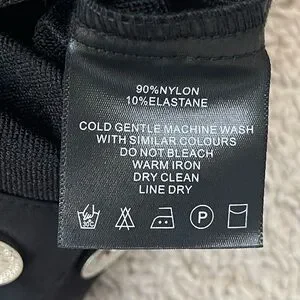 90%NYLON
10%ELASTANE
COLD GENTLE MACHINE WASH
WITH SIMILAR COLOURS
DO NOT BLEACH
WARM IRON
DRY CLEAN
LINE DRY
30°C
P